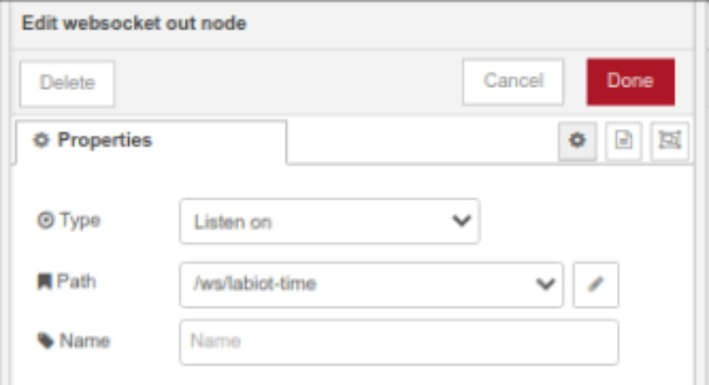 Edit websocket out node
Delete Cancel Done
Properties
Type Listen on
Path /ws/labiot-time
Name Name